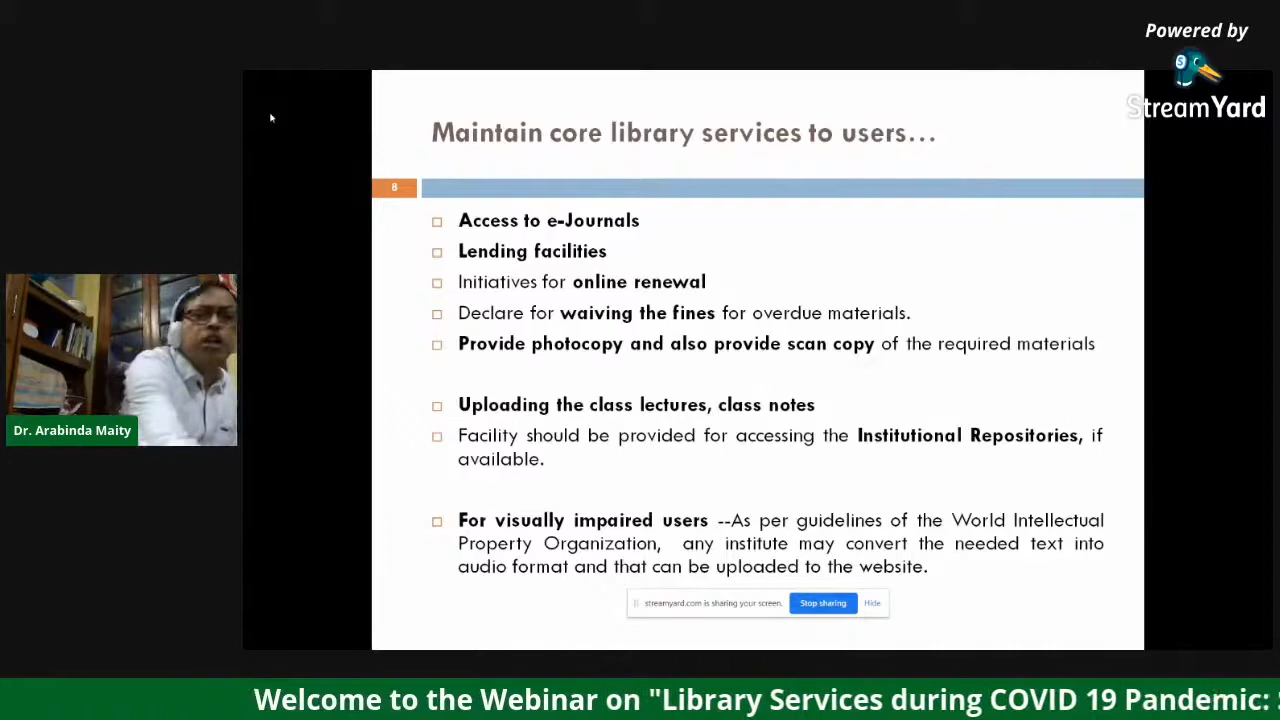 Powered by
StreamYard
Maintain core library services to users...
8
Access to e-Journals
Lending facilities
Initiatives for online renewal
Declare for waiving the fines for overdue materials.
Provide photocopy and also provide scan copy of the required materials
Uploading the class lectures, class notes
Facility should be provided for accessing the Institutional Repositories, if
available.
For visually impaired users --As per guidelines of the World Intellectual
Property Organization, any institute may convert the needed text into
audio format and that can be uploaded to the website.
streamyard.com is sharing your screen. Stop sharing Hide
Dr. Arabinda Maity
Welcome to the Webinar on "Library Services during COVID 19 Pandemic: